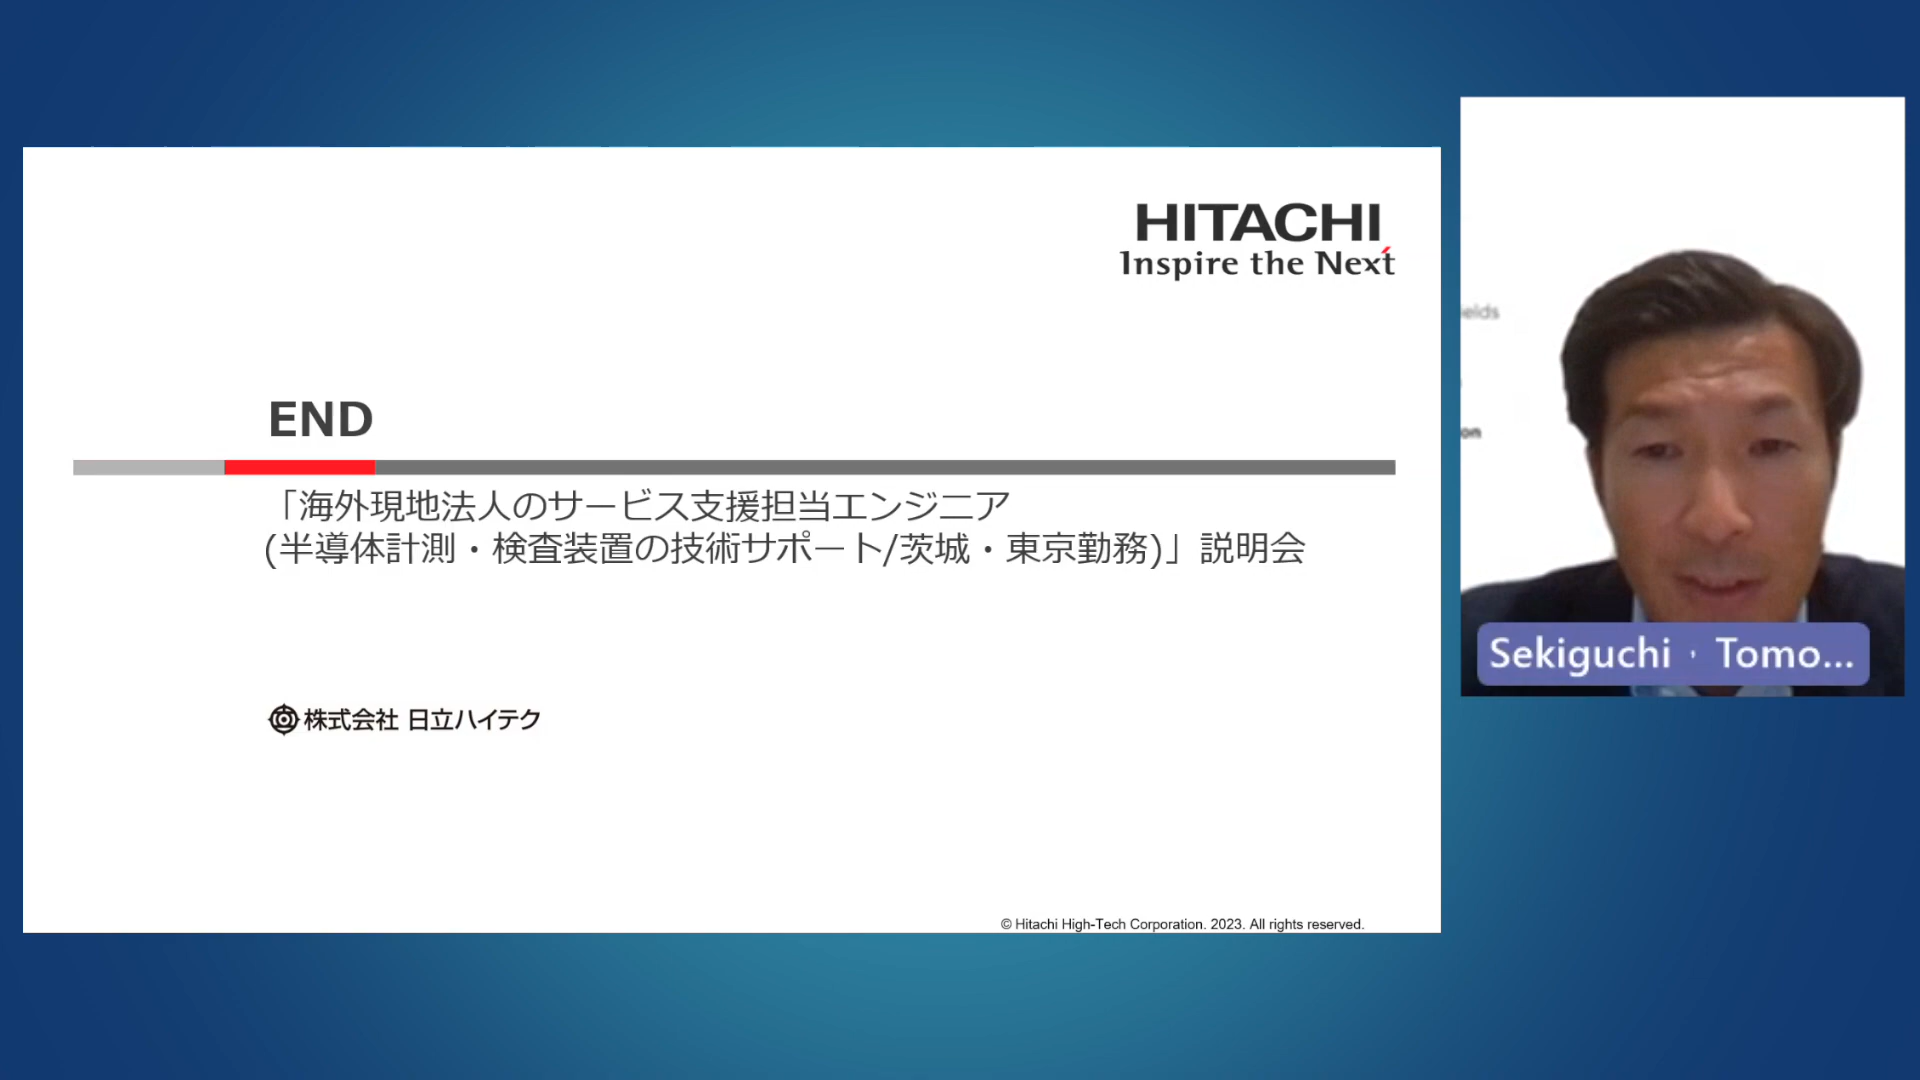 HITACHI
Inspire the Next
END
「海外現地法人のサービス支援担当エンジニア
(半導体計測・検査装置の技術サポート/茨城・東京勤務)」説明会
株式会社 日立ハイテク
© Hitachi High-Tech Corporation. 2023. All rights reserved.
ields
on
Sekiguchi · Tomo...